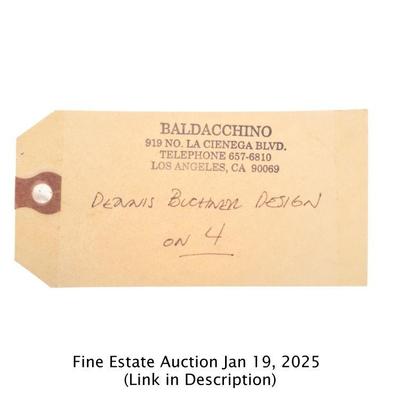 BALDACCHINO
919 NO. LA CIENEGA BLVD.
TELEPHONE 657-6810
LOS ANGELES, CA 90069
DENNIS BUCHNER DESIGN
ON 4
Fine Estate Auction Jan 19, 2025
(Link in Description)